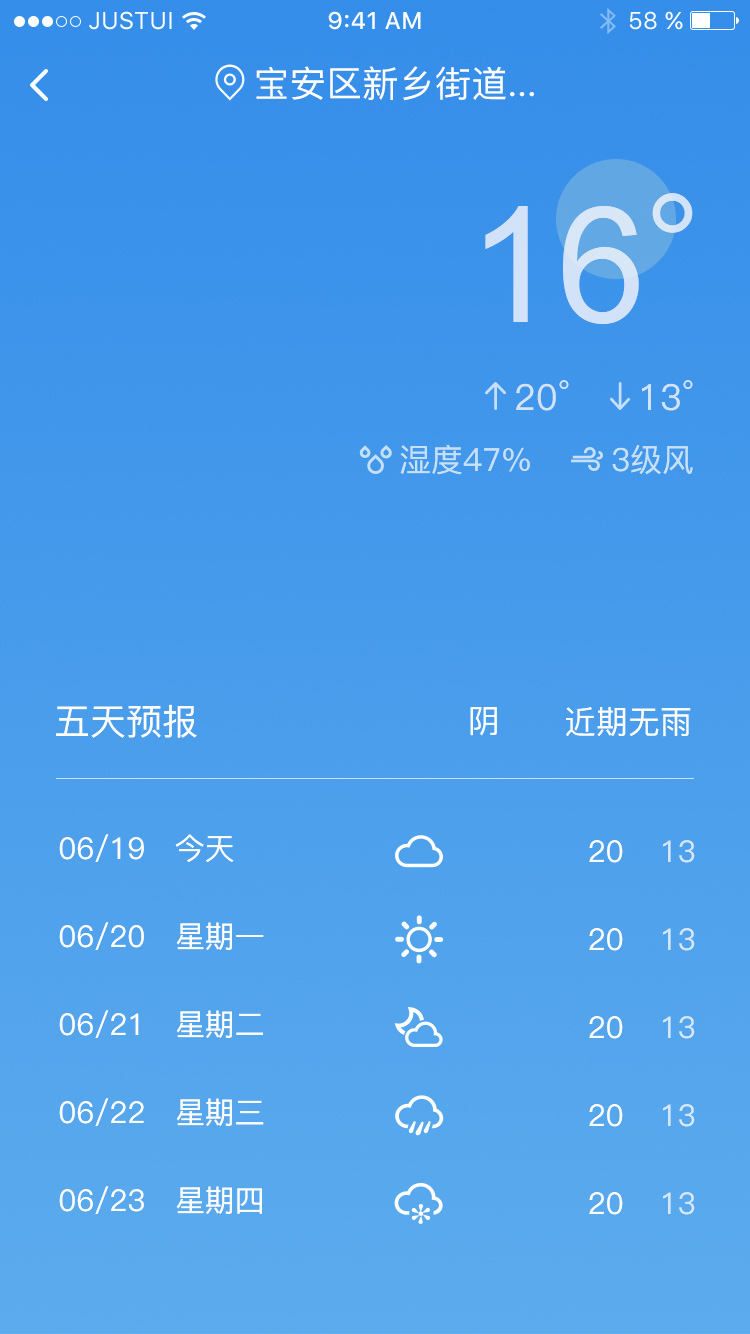 JUSTUI 9:41 AM 58 %
宝安区新乡街道...
16°
↑20° ↓13°
湿度47% 3级风
五天预报 阴 近期无雨
06/19 今天 20 13
06/20 星期一 20 13
06/21 星期二 20 13
06/22 星期三 20 13
06/23 星期四 20 13